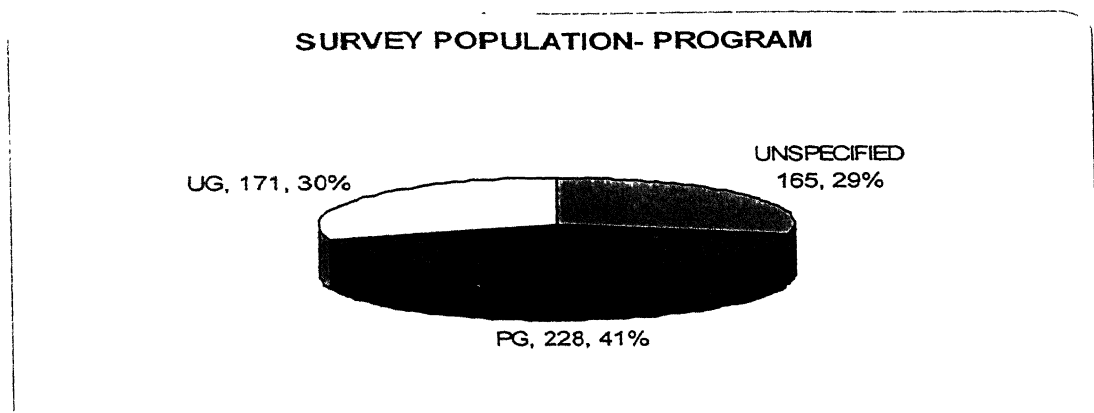 SURVEY POPULATION- PROGRAM
UNSPECIFIED
165, 29%
UG, 171, 30%
PG, 228, 41%